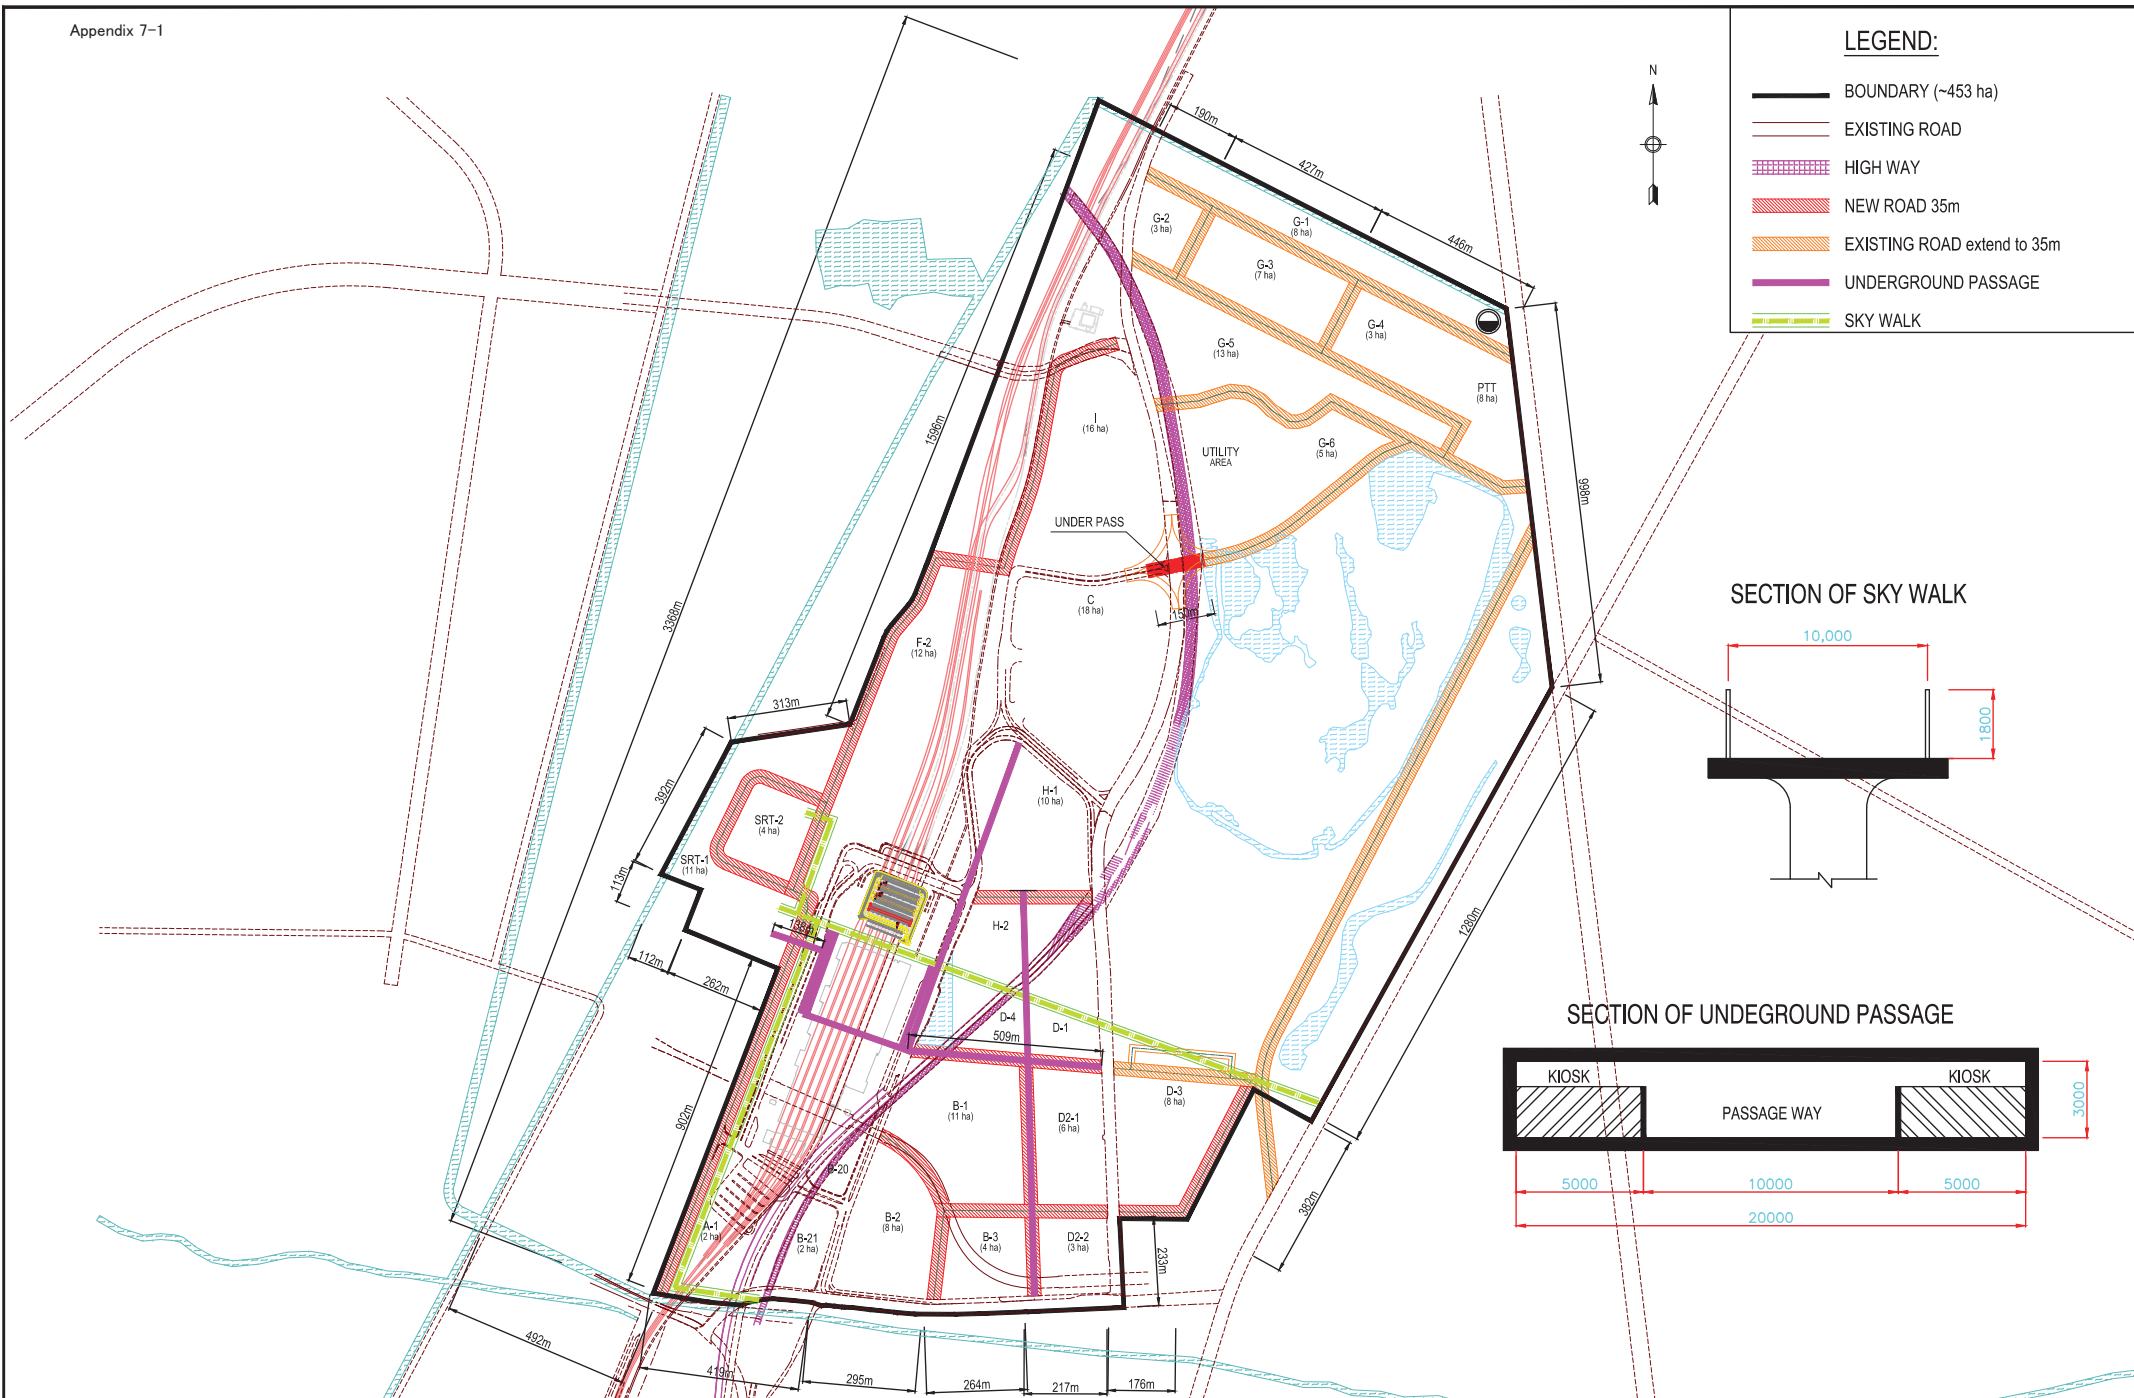 Appendix 7-1
LEGEND:
BOUNDARY (~453 ha)
EXISTING ROAD
HIGH WAY
NEW ROAD 35m
EXISTING ROAD extend to 35m
UNDERGROUND PASSAGE
SKY WALK
N
190m
427m
446m
G-2
(3 ha)
G-1
(8 ha)
G-3
(7 ha)
G-4
(3 ha)
G-5
(13 ha)
PTT
(8 ha)
I
(16 ha)
UTILITY
AREA
G-6
(5 ha)
1596m
998m
UNDER PASS
C
(18 ha)
150m
3368m
F-2
(12 ha)
313m
392m
H-1
(10 ha)
SRT-2
(4 ha)
SRT-1
(11 ha)
113m
H-2
112m
262m
1280m
D-4
D-1
509m
902m
B-1
(11 ha)
D2-1
(6 ha)
D-3
(8 ha)
B-20
A-1
(2 ha)
B-21
(2 ha)
B-2
(8 ha)
B-3
(4 ha)
D2-2
(3 ha)
233m
382m
492m
419m
295m
264m
217m
176m
SECTION OF SKY WALK
10,000
1800
SECTION OF UNDEGROUND PASSAGE
KIOSK
KIOSK
PASSAGE WAY
3000
5000
10000
5000
20000